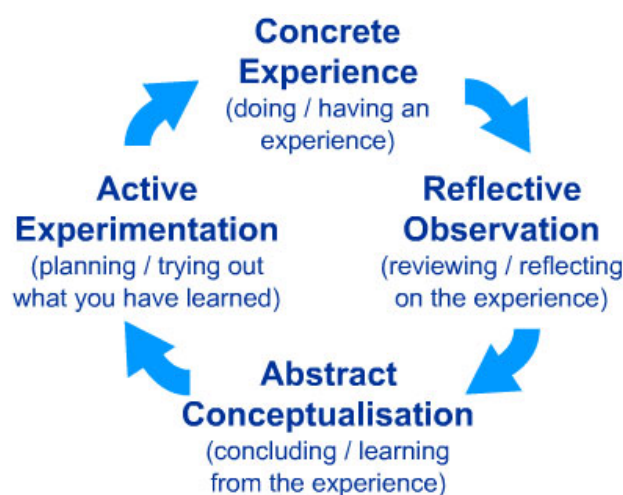 Concrete
Experience
(doing / having an
experience)
Reflective
Observation
(reviewing / reflecting
on the experience)
Abstract
Conceptualisation
(concluding / learning
from the experience)
Active
Experimentation
(planning / trying out
what you have learned)